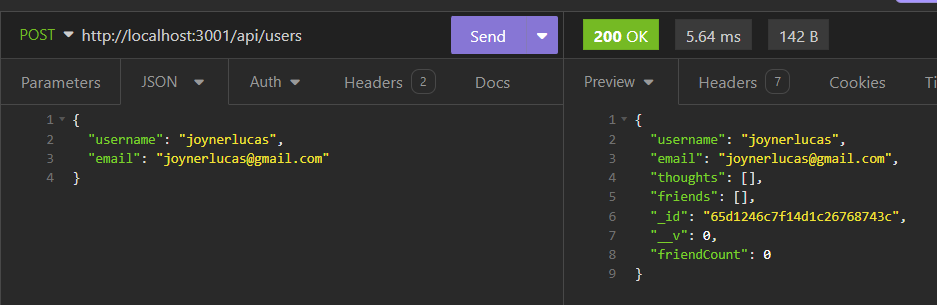 POST http://localhost:3001/api/users Send
Parameters JSON Auth Headers 2 Docs
1 {
2 "username": "joynerlucas",
3 "email": "joynerlucas@gmail.com"
4 }
200 OK 5.64 ms 142 B
Preview Headers 7 Cookies Ti
1 {
2 "username": "joynerlucas",
3 "email": "joynerlucas@gmail.com",
4 "thoughts": [],
5 "friends": [],
6 "_id": "65d1246c7f14d1c26768743c",
7 "__v": 0,
8 "friendCount": 0
9 }